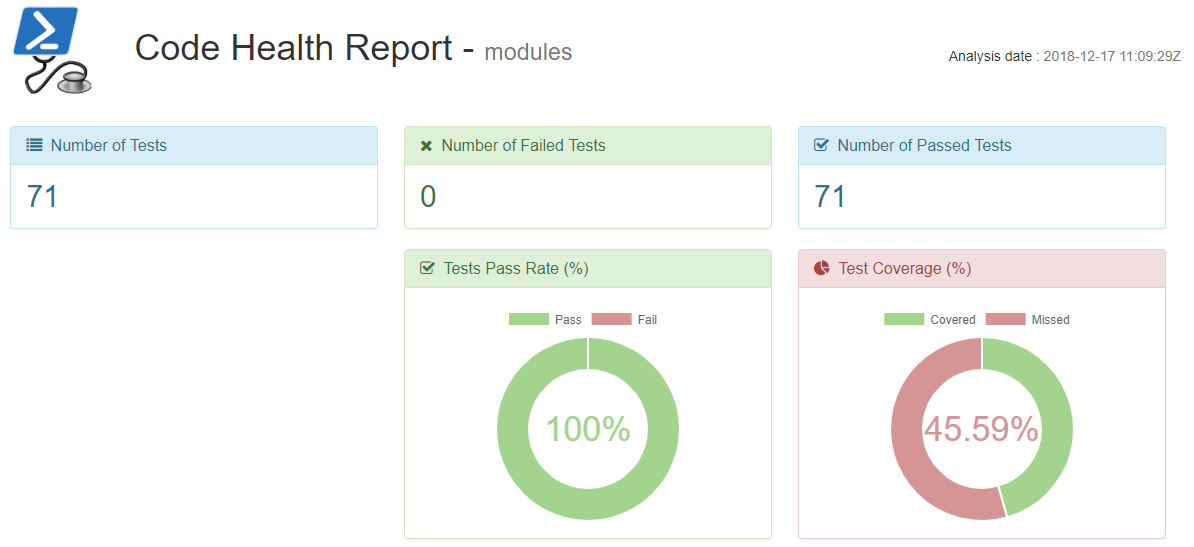 Code Health Report - modules
Analysis date : 2018-12-17 11:09:29Z
Number of Tests
71
Number of Failed Tests
0
Number of Passed Tests
71
Tests Pass Rate (%)
Pass Fail
100%
Test Coverage (%)
Covered Missed
45.59%